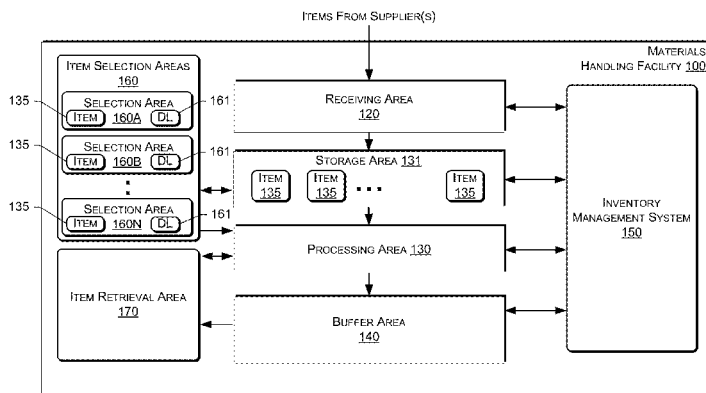 ITEMS FROM SUPPLIER(S)
MATERIALS
HANDLING FACILITY 100
ITEM SELECTION AREAS
160
135
SELECTION AREA
161
ITEM 160A DL
135
SELECTION AREA
161
ITEM 160B DL
135
SELECTION AREA
161
ITEM 160N DL
RECEIVING AREA
120
STORAGE AREA 131
ITEM
135
ITEM
135
ITEM
135
PROCESSING AREA 130
BUFFER AREA
140
ITEM RETRIEVAL AREA
170
INVENTORY
MANAGEMENT SYSTEM
150